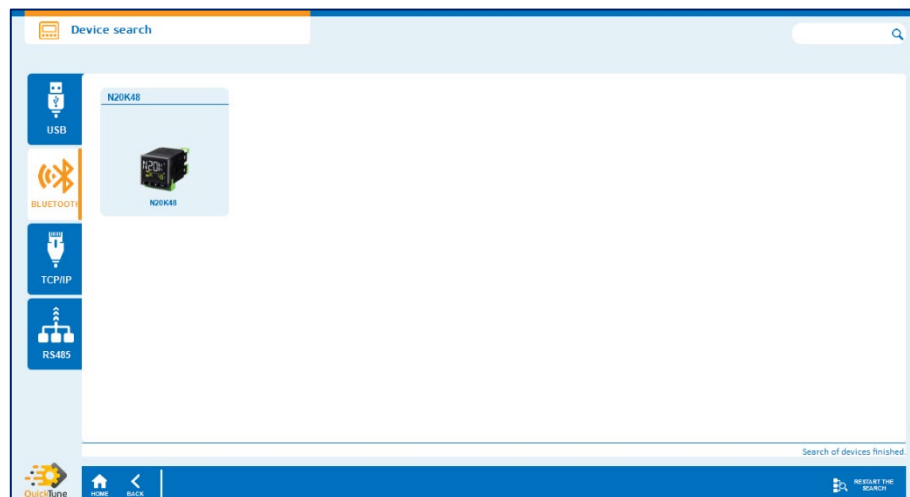 Device search
USB
BLUETOOTH
TCP/IP
RS485
N20K48
N20K
N20K48
Search of devices finished.
QuickTune
HOME
BACK
RESTART THE
SEARCH